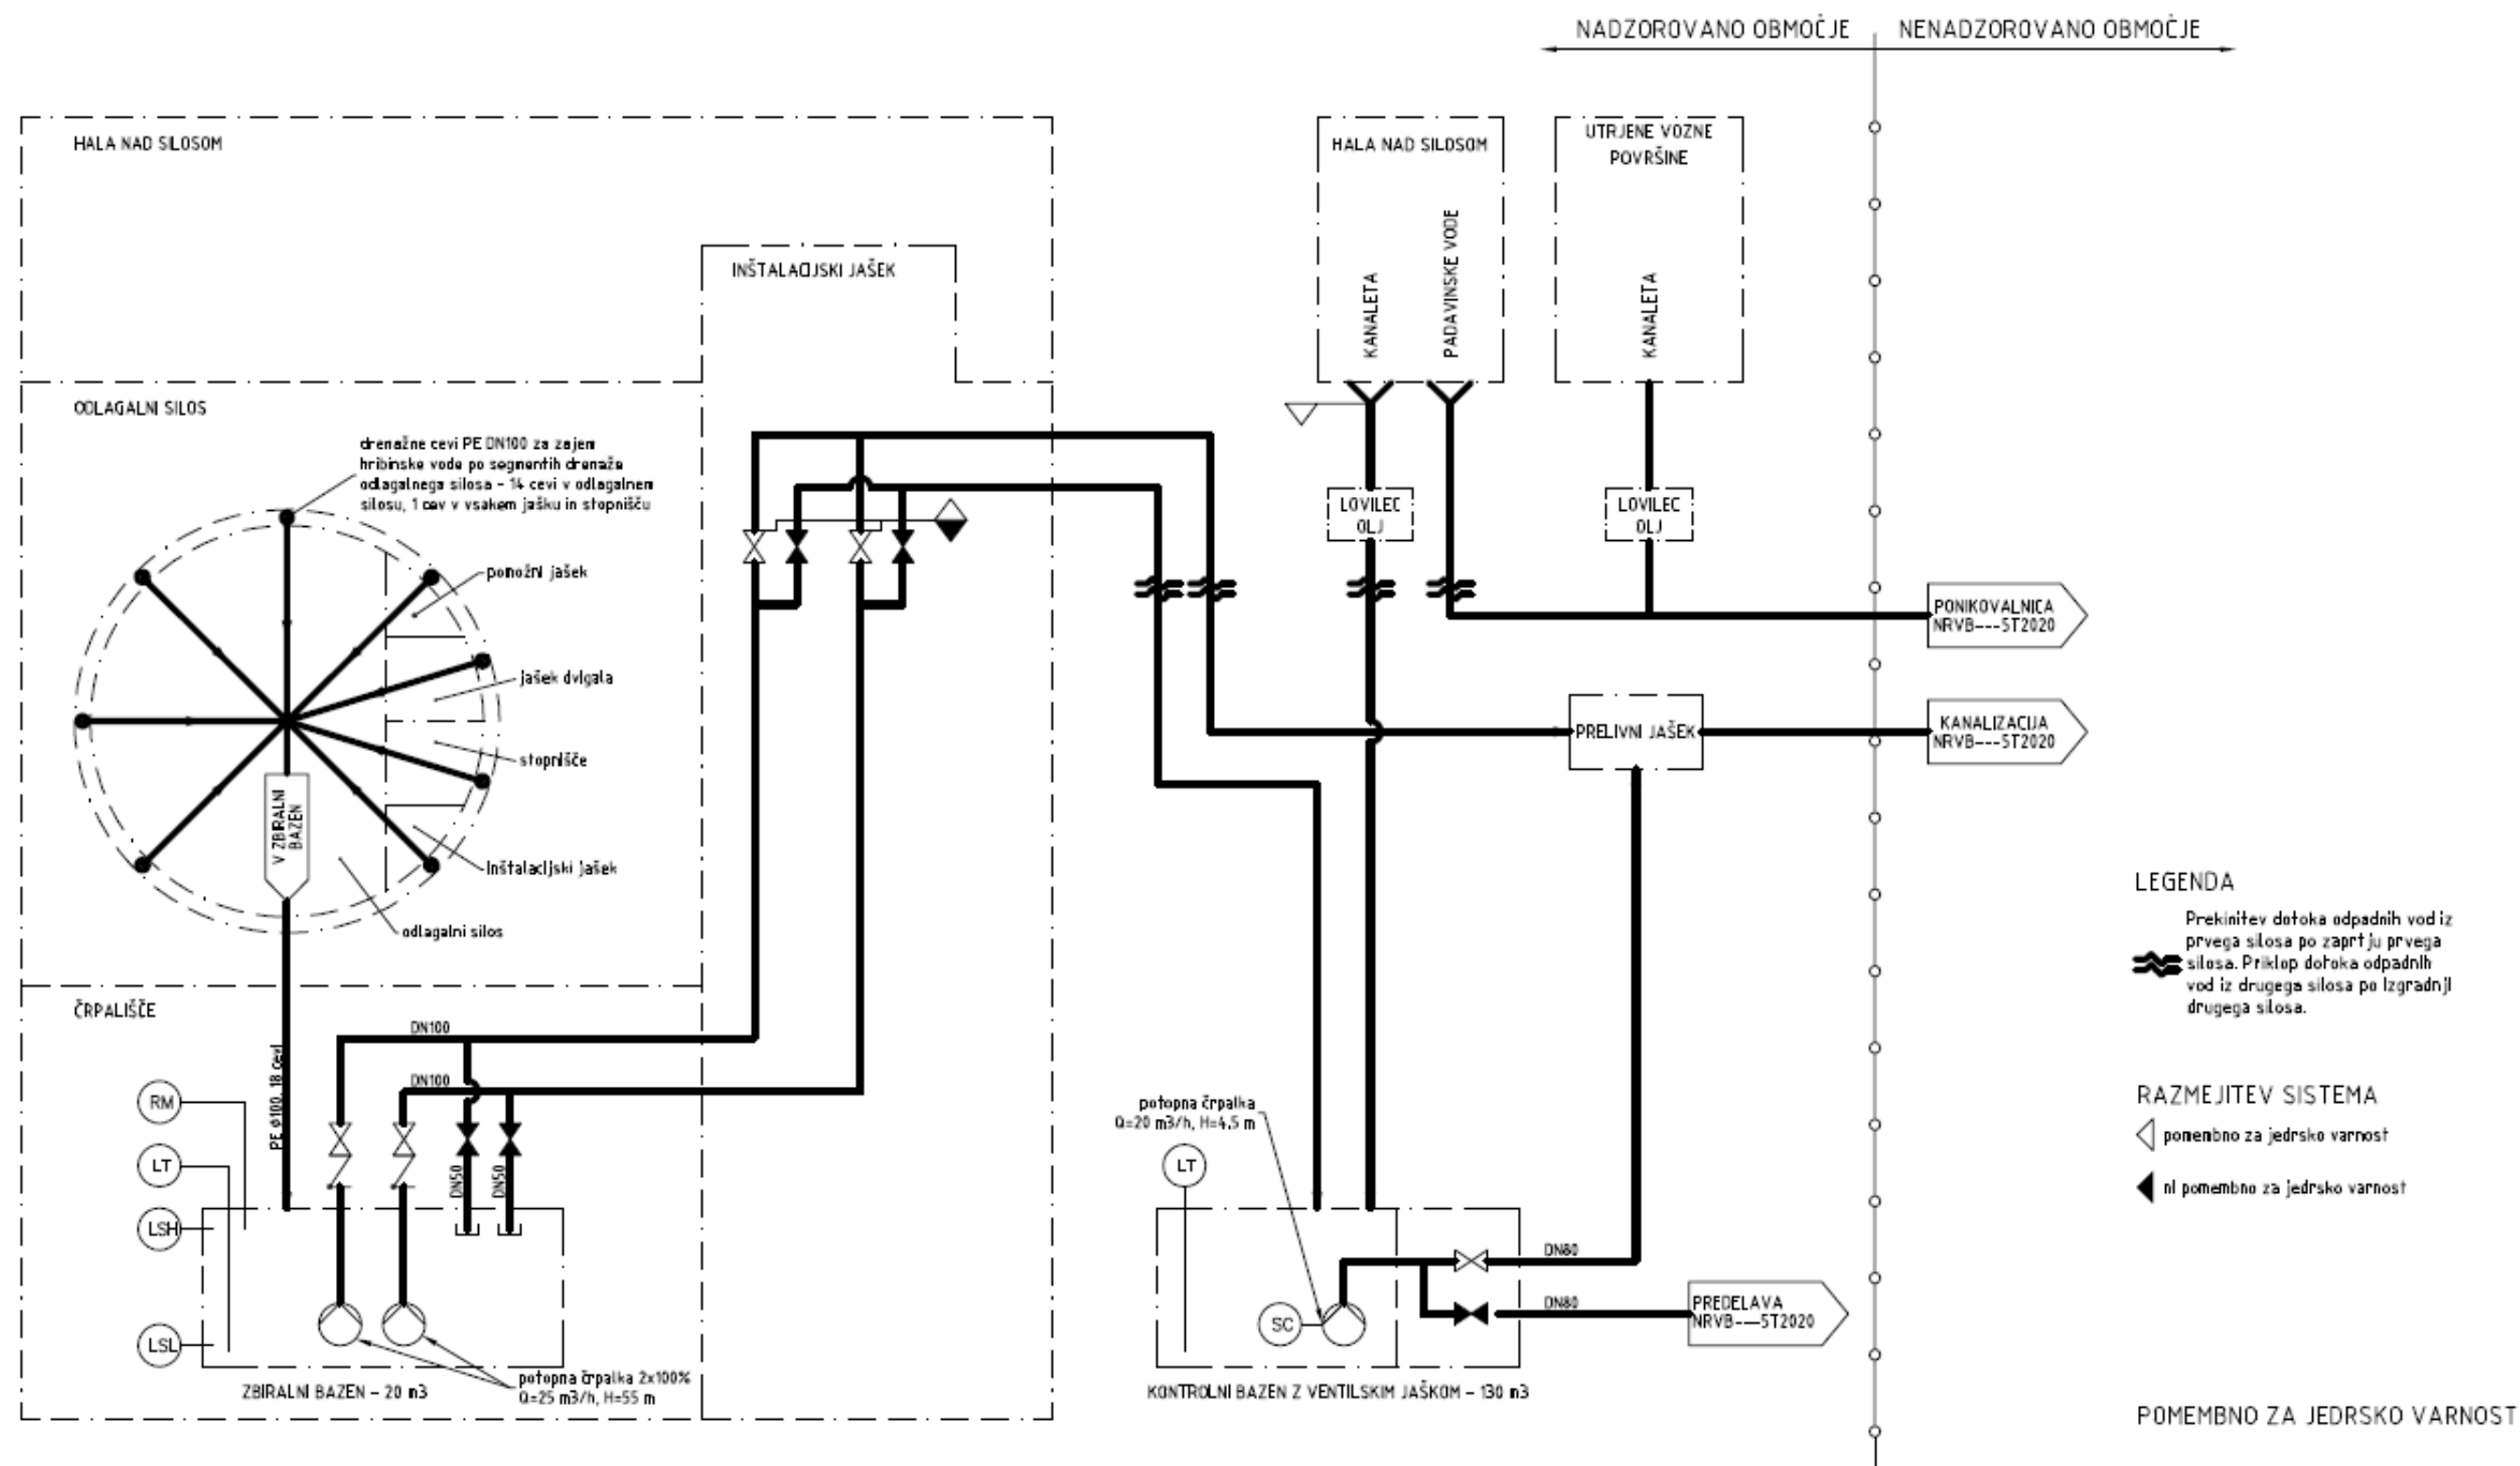 NADZOROVANO OBMOČJE
NENADZOROVANO OBMOČJE
HALA NAD SILOSOM
INŠTALACIJSKI JAŠEK
HALA NAD SILOSOM
KANALETA
PADAVINSKE VODE
UTRJENE VOZNE
POVRŠINE
KANALETA
ODLAGALNI SILOS
drenažne cevi PE DN100 za zajem
hribinske vode po segmentih drenaže
odlagalnega silosa - 14 cevi v odlagalnem
silosu, 1 cev v vsakem jašku in stopnišču
pomožni jašek
jašek dvigala
stopnišče
inštalacijski jašek
odlagalni silos
V ZBIRALNI
BAZEN
LOVILEC
OLJ
LOVILEC
OLJ
PONIKOVALNICA
NRVB---5T2020
PRELIVNI JAŠEK
KANALIZACIJA
NRVB---5T2020
ČRPALIŠČE
PE ø100, 18 cevi
DN100
DN100
RM
LT
LSH
LSL
DN50
DN50
ZBIRALNI BAZEN - 20 m3
potopna črpalka 2x100%
Q=25 m3/h, H=55 m
potopna črpalka
Q=20 m3/h, H=4.5 m
LT
SC
DN80
DN80
PREDELAVA
NRVB---5T2020
KONTROLNI BAZEN Z VENTILSKIM JAŠKOM - 130 m3
LEGENDA
Prekinitev dotoka odpadnih vod iz
prvega silosa po zaprtju prvega
silosa. Priklop dotoka odpadnih
vod iz drugega silosa po izgradnji
drugega silosa.
RAZMEJITEV SISTEMA
pomembno za jedrsko varnost
ni pomembno za jedrsko varnost
POMEMBNO ZA JEDRSKO VARNOST